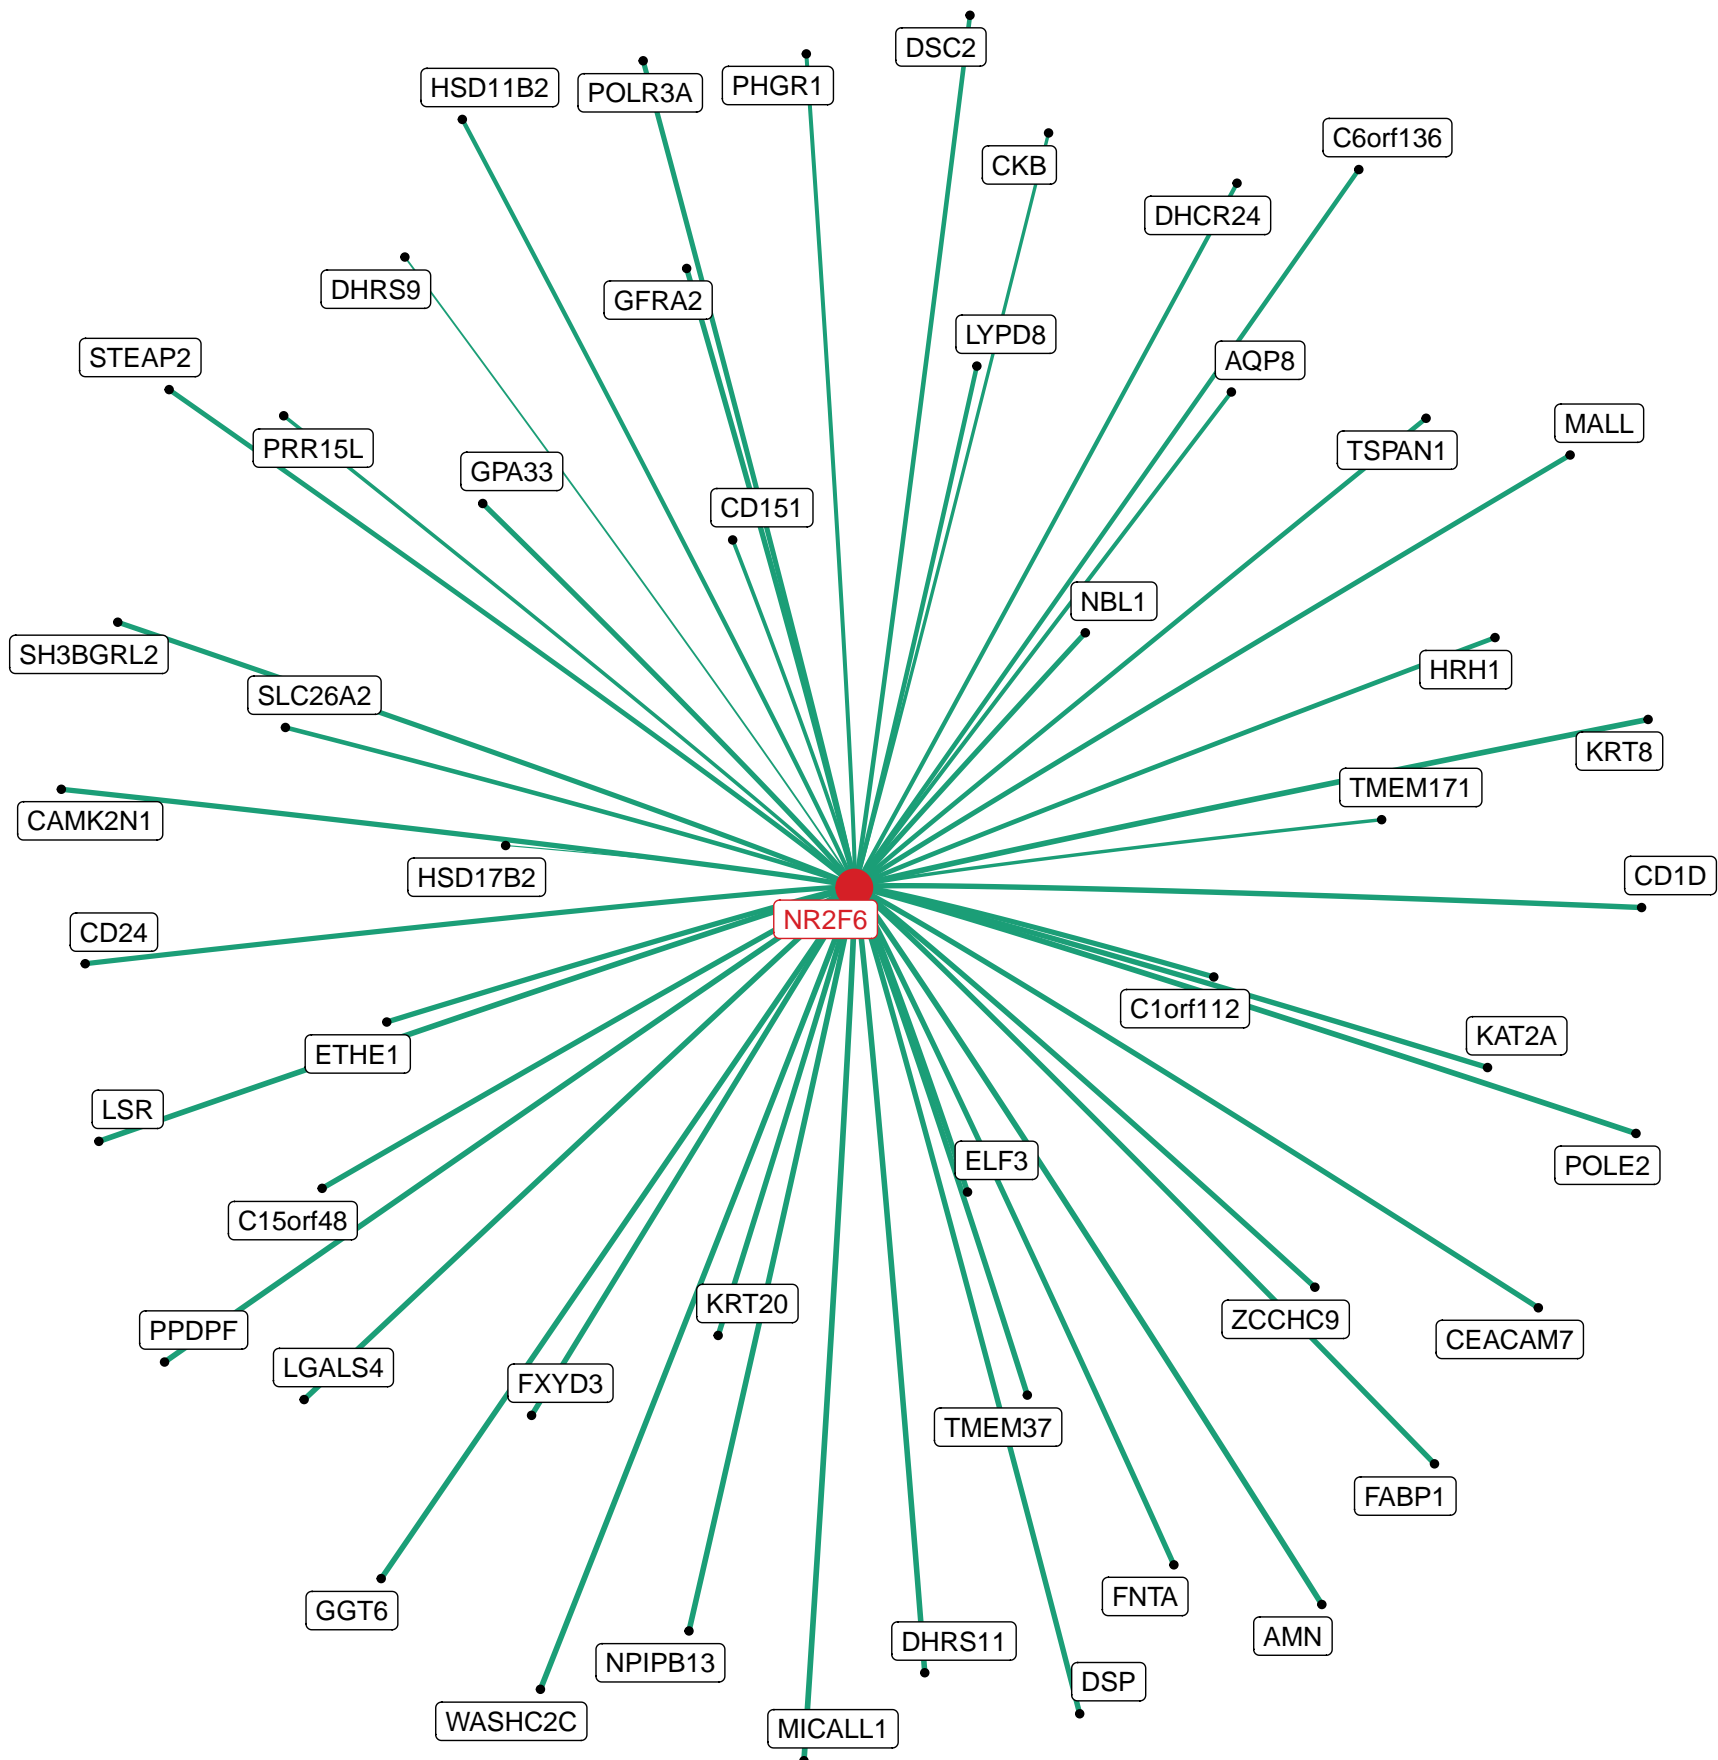 DSC2
PHGR1
HSD11B2
POLR3A
C6orf136
CKB
DHCR24
DHRS9
GFRA2
LYPD8
STEAP2
AQP8
MALL
PRR15L
TSPAN1
GPA33
CD151
NBL1
SH3BGRL2
HRH1
SLC26A2
KRT8
TMEM171
CAMK2N1
HSD17B2
CD1D
NR2F6
CD24
C1orf112
KAT2A
ETHE1
LSR
ELF3
POLE2
C15orf48
KRT20
ZCCHC9
PPDPF
CEACAM7
LGALS4
FXYD3
TMEM37
FABP1
FNTA
GGT6
AMN
DHRS11
NPIPB13
DSP
WASHC2C
MICALL1